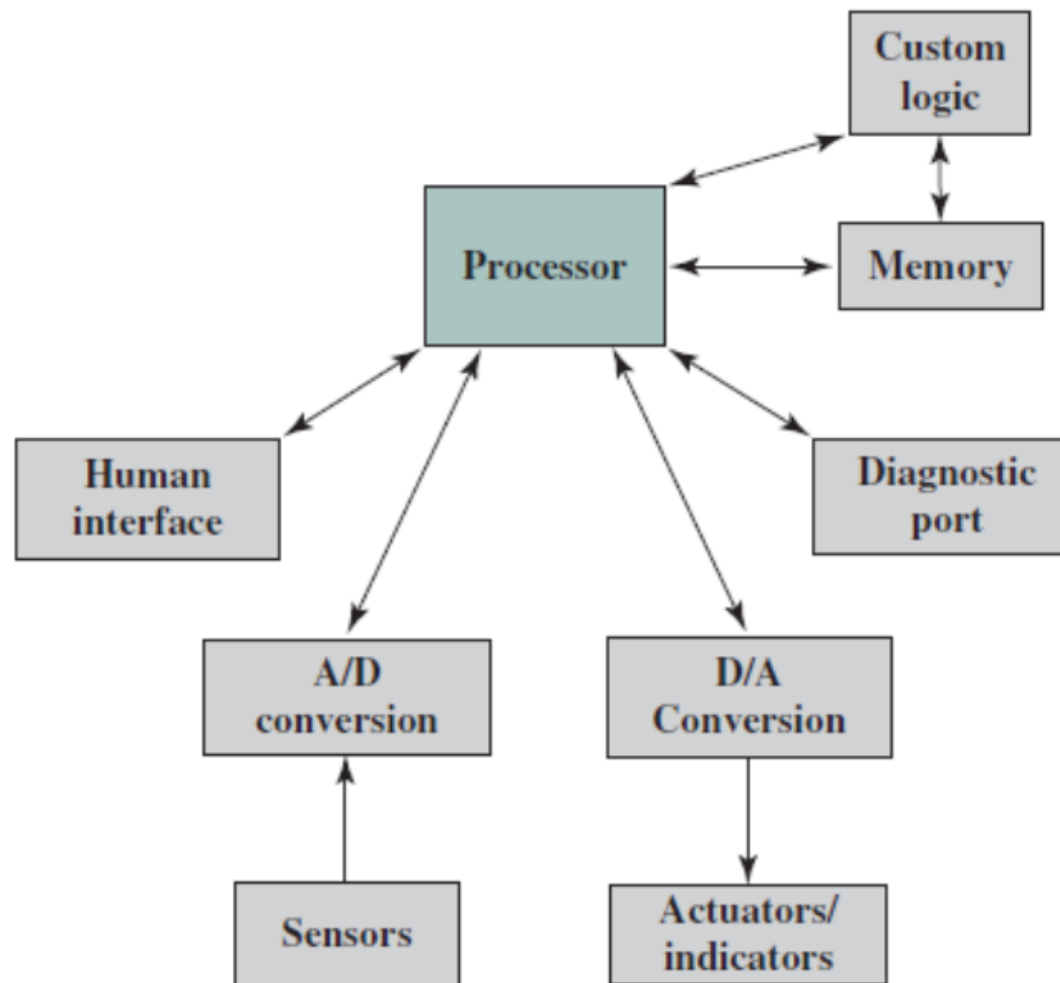 Custom
logic
Processor
Memory
Human
interface
Diagnostic
port
A/D
conversion
D/A
Conversion
Sensors
Actuators/
indicators